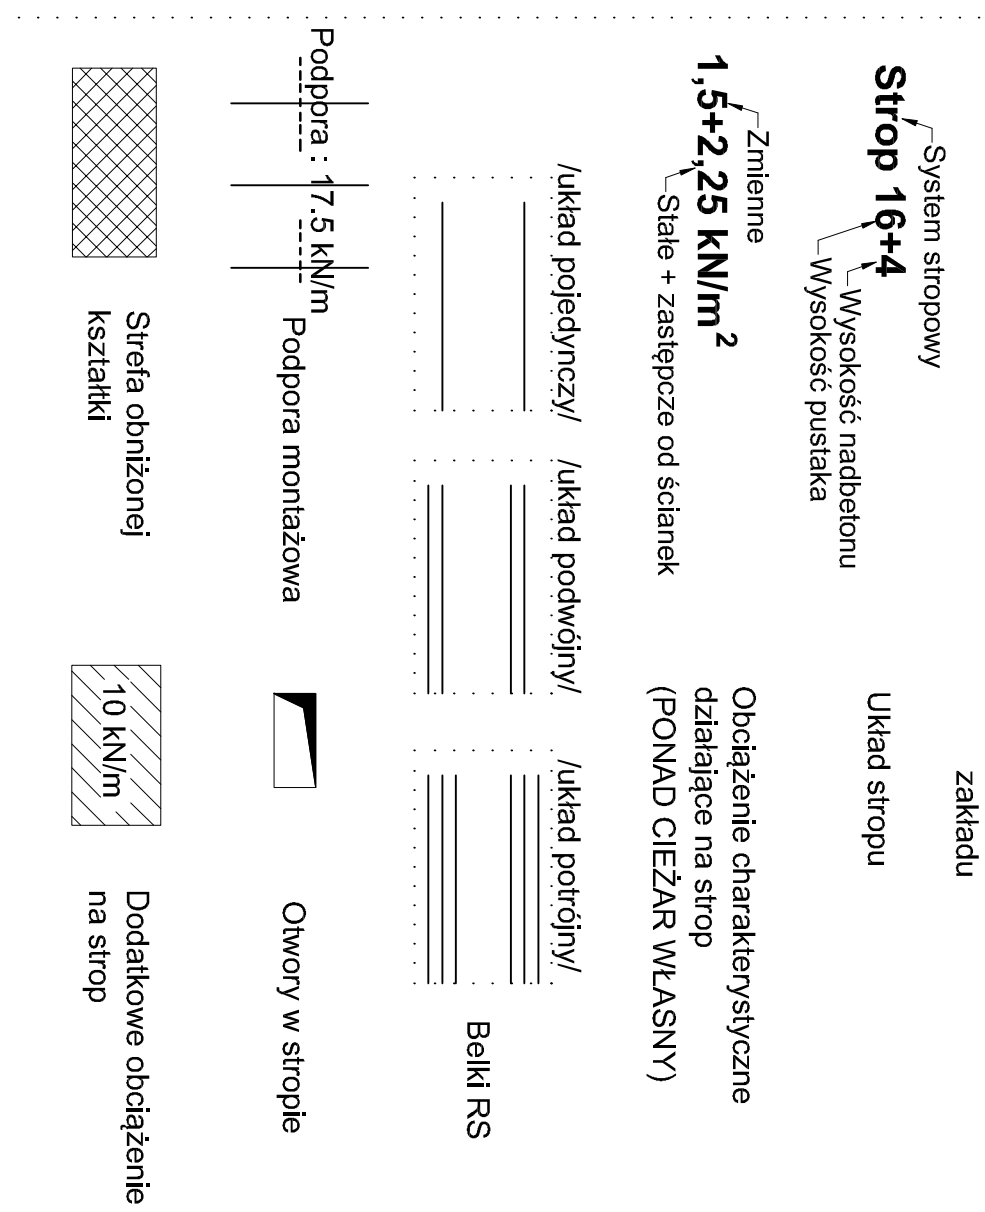 zakładu
System stropowy
Strop 16+4
Wysokość nadbetonu
Wysokość pustaka
Układ stropu
Zmienne
1,5+2,25 kN/m²
Stałe + zastępcze od ścianek
Obciążenie charakterystyczne
działające na strop
(PONAD CIEŻAR WŁASNY)
/układ pojedynczy/
/układ podwójny/
/układ potrójny/
Belki RS
Podpora : 17.5 kN/m
Podpora montażowa
Otwory w stropie
Strefa obniżonej
kształtki
10 kN/m
Dodatkowe obciążenie
na strop